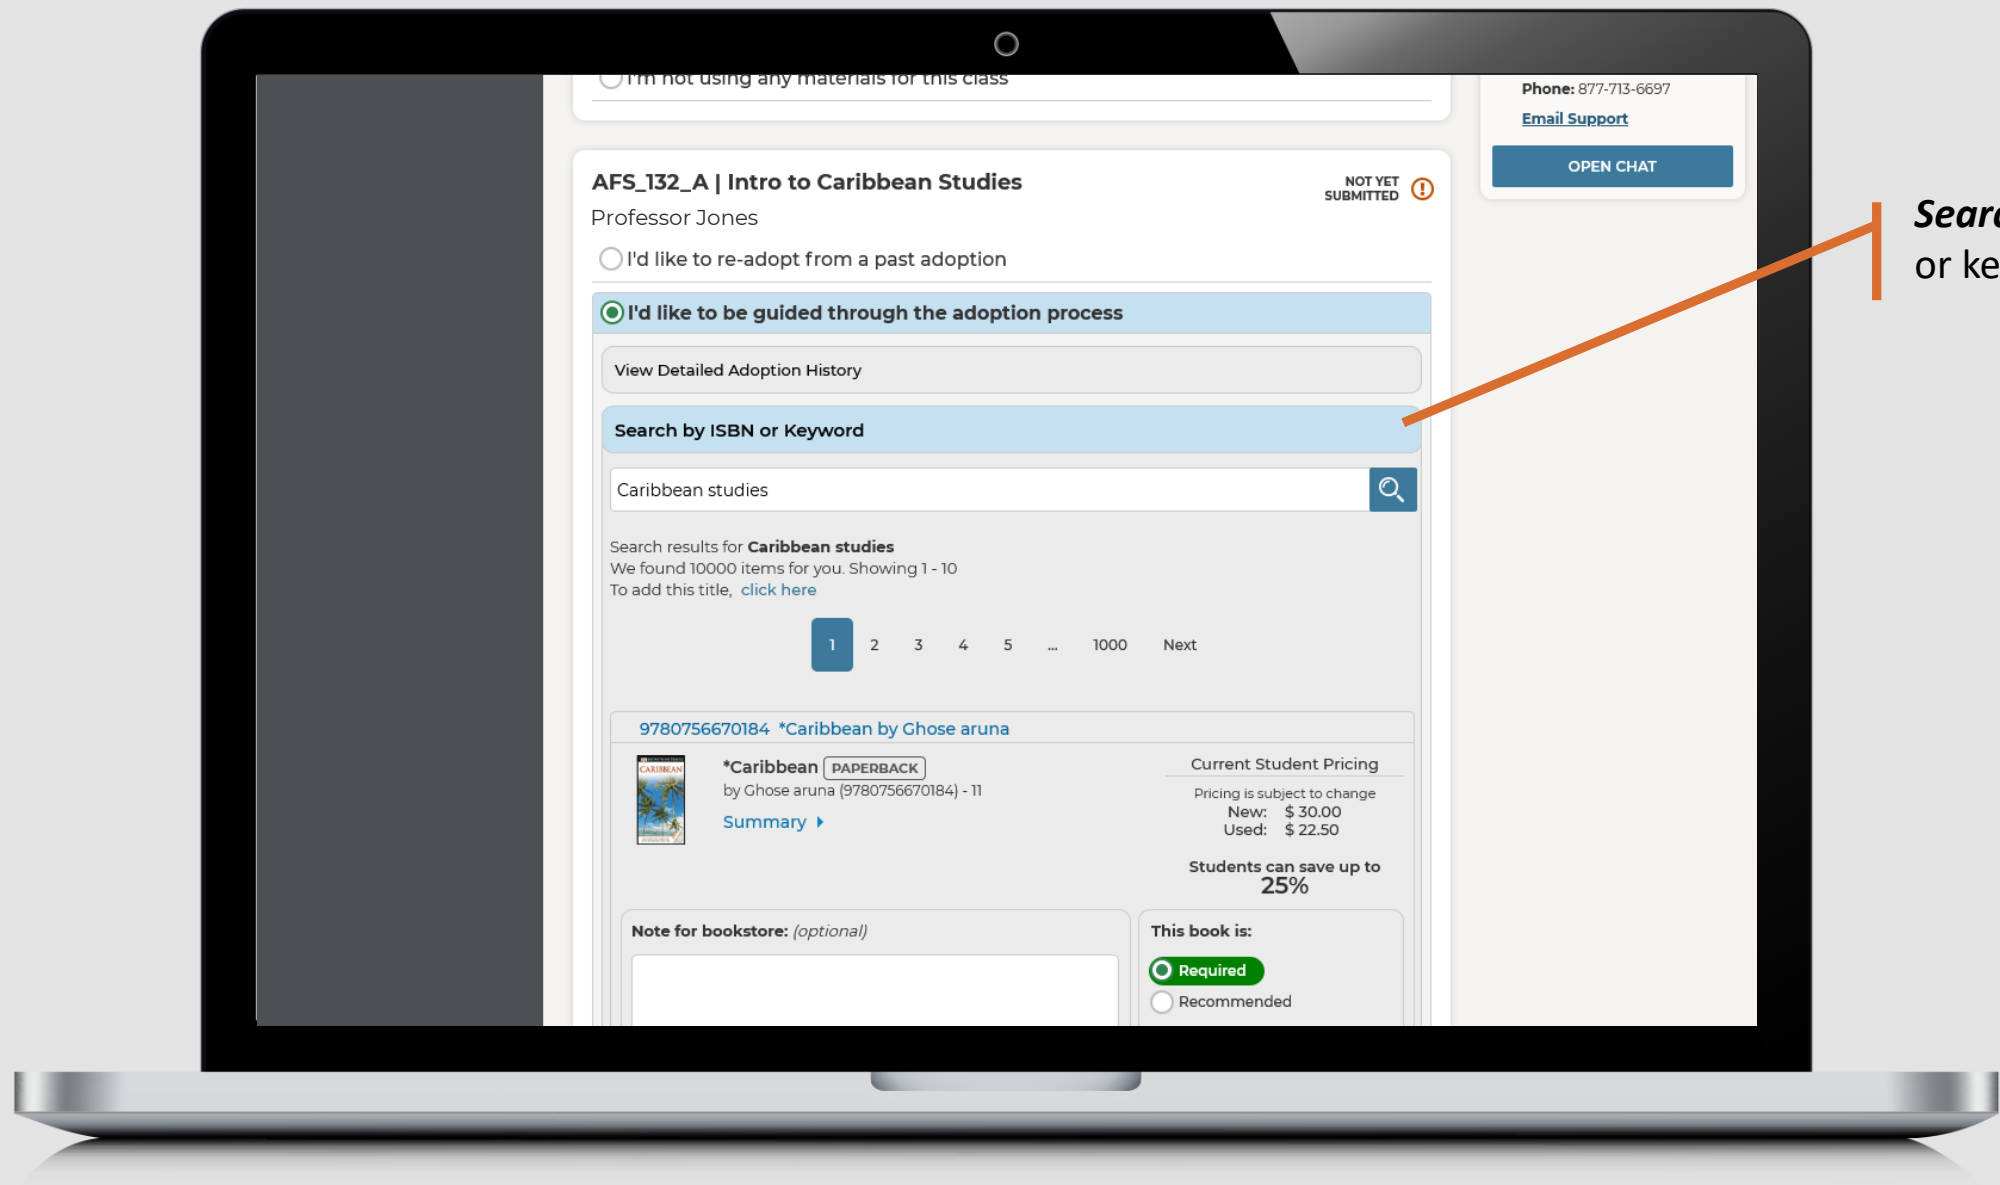 I'm not using any materials for this class
Phone: 877-713-6697
Email Support
OPEN CHAT
AFS_132_A | Intro to Caribbean Studies
NOT YET
SUBMITTED
Professor Jones
I'd like to re-adopt from a past adoption
I'd like to be guided through the adoption process
View Detailed Adoption History
Search by ISBN or Keyword
Caribbean studies
Search results for Caribbean studies
We found 10000 items for you. Showing 1 - 10
To add this title, click here
1 2 3 4 5 ... 1000 Next
9780756670184 *Caribbean by Ghose aruna
CARIBBEAN
*Caribbean PAPERBACK
by Ghose aruna (9780756670184) - 11
Summary
Current Student Pricing
Pricing is subject to change
New: $ 30.00
Used: $ 22.50
Students can save up to
25%
Note for bookstore: (optional)
This book is:
Required
Recommended
or